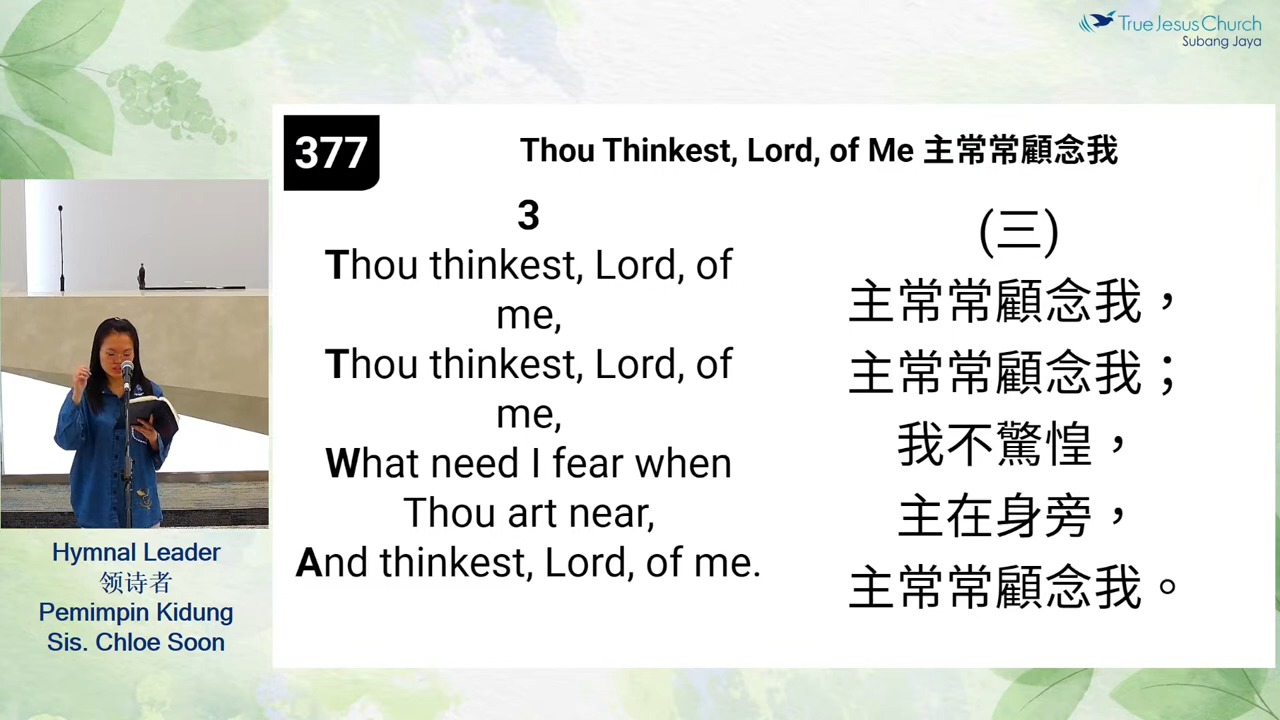 True Jesus Church
Subang Jaya
377
Thou Thinkest, Lord, of Me 主常常顧念我
3
Thou thinkest, Lord, of
me,
Thou thinkest, Lord, of
me,
What need I fear when
Thou art near,
And thinkest, Lord, of me.
(三)
主常常顧念我，
主常常顧念我；
我不驚惶，
主在身旁，
主常常顧念我。
Hymnal Leader
领诗者
Pemimpin Kidung
Sis. Chloe Soon